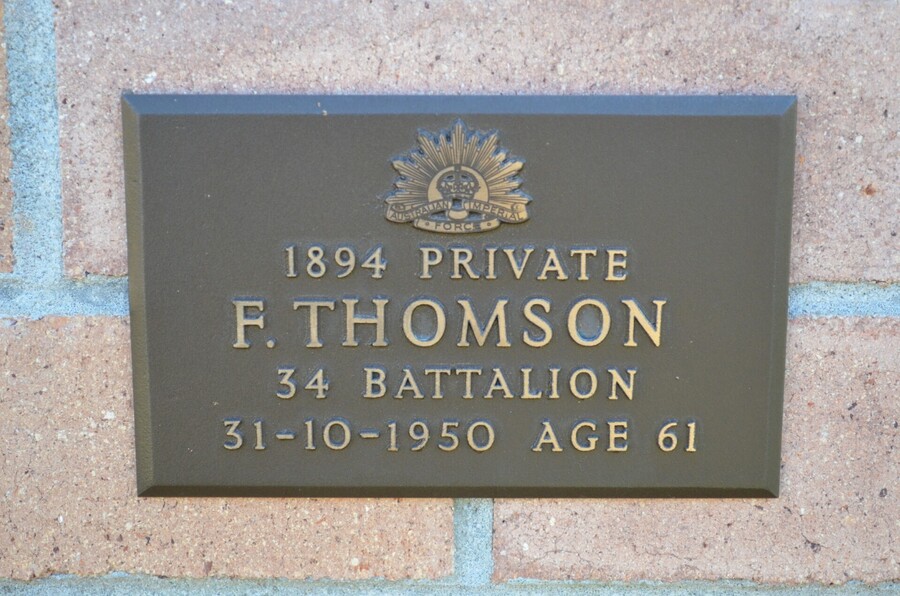 AUSTRALIAN IMPERIAL
FORCE
1894 PRIVATE
F. THOMSON
34 BATTALION
31-10-1950 AGE 61